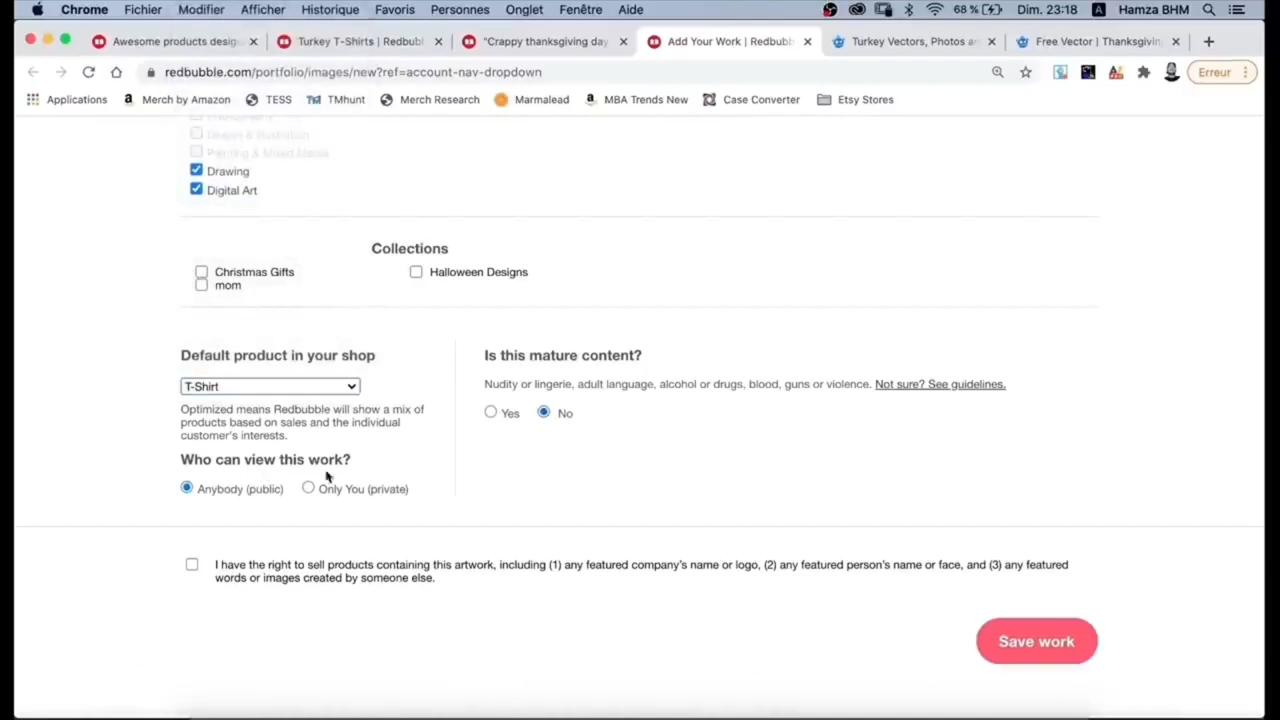 Chrome Fichier Modifier Afficher Historique Favoris Personnes Onglet Fenêtre Aide 68 % Dim. 23:18 A Hamza BHM
Awesome products desig Turkey T-Shirts | Redbubbl "Crappy thanksgiving day Add Your Work | Redbubb Turkey Vectors, Photos a Free Vector | Thanksgivin
redbubble.com/portfolio/images/new?ref=account-nav-dropdown Erreur
Applications Merch by Amazon TESS TMhunt Merch Research Marmalead MBA Trends New Case Converter Etsy Stores
Design & Illustration
Painting & Mixed Media
Drawing
Digital Art
Collections
Christmas Gifts Halloween Designs
mom
Default product in your shop Is this mature content?
T-Shirt Nudity or lingerie, adult language, alcohol or drugs, blood, guns or violence. Not sure? See guidelines.
Optimized means Redbubble will show a mix of
products based on sales and the individual
customer's interests.
Yes No
Who can view this work?
Anybody (public) Only You (private)
I have the right to sell products containing this artwork, including (1) any featured company's name or logo, (2) any featured person's name or face, and (3) any featured
words or images created by someone else.
Save work